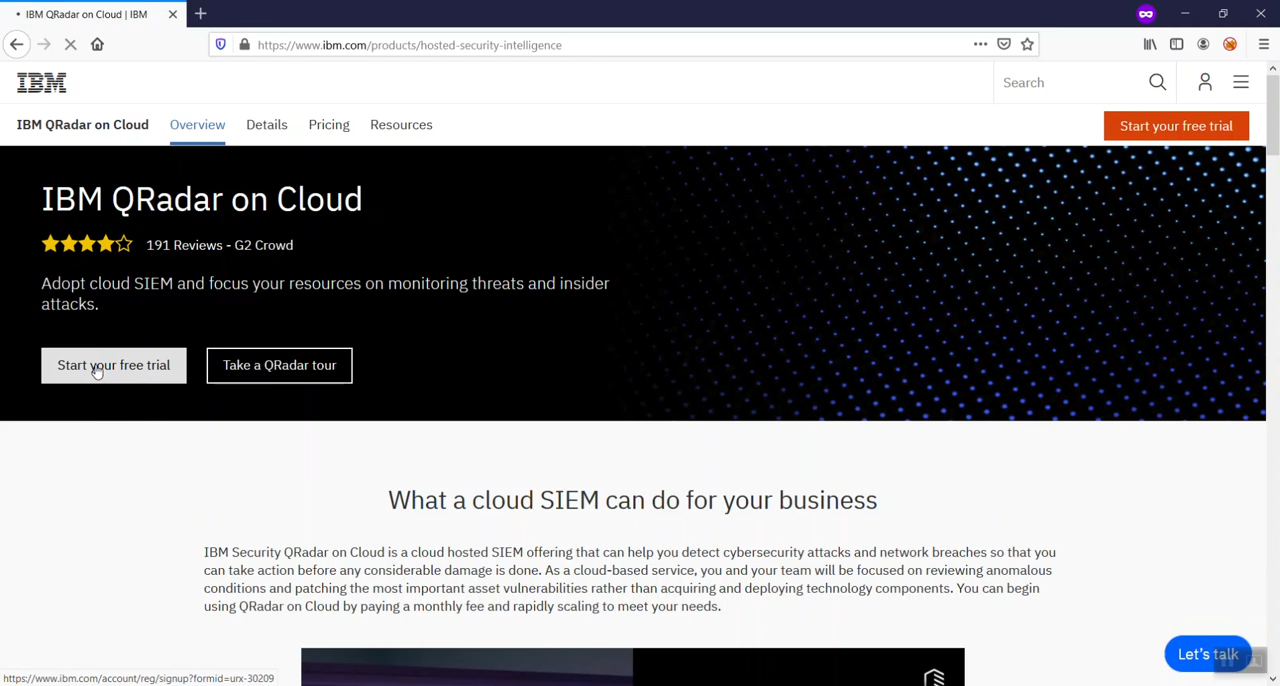 IBM QRadar on Cloud | IBM
https://www.ibm.com/products/hosted-security-intelligence
IBM
Search
IBM QRadar on Cloud
Overview
Details
Pricing
Resources
Start your free trial
IBM QRadar on Cloud
191 Reviews - G2 Crowd
Adopt cloud SIEM and focus your resources on monitoring threats and insider
attacks.
Start your free trial
Take a QRadar tour
What a cloud SIEM can do for your business
IBM Security QRadar on Cloud is a cloud hosted SIEM offering that can help you detect cybersecurity attacks and network breaches so that you
can take action before any considerable damage is done. As a cloud-based service, you and your team will be focused on reviewing anomalous
conditions and patching the most important asset vulnerabilities rather than acquiring and deploying technology components. You can begin
using QRadar on Cloud by paying a monthly fee and rapidly scaling to meet your needs.
Let's talk
https://www.ibm.com/account/reg/signup?formid=urx-30209